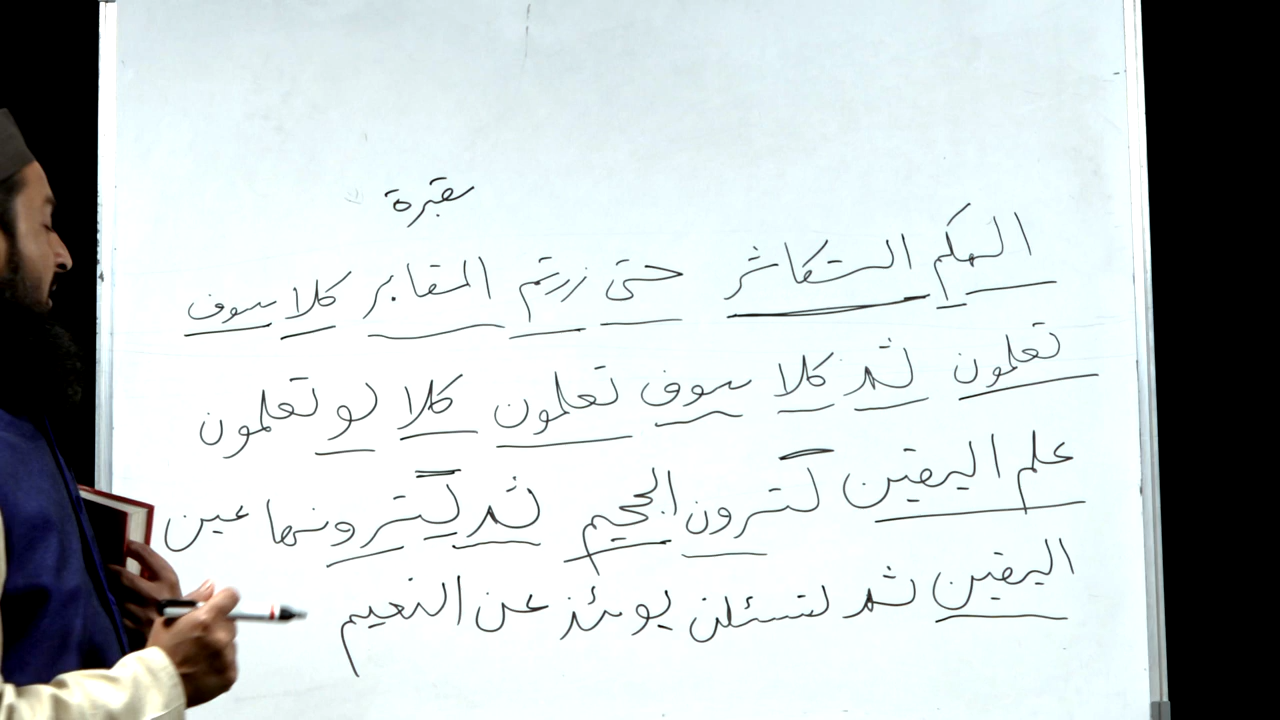 مقبرة
الهكم التكاثر حتى زرتم المقابر كلا سوف
تعلمون ثم كلا سوف تعلمون كلا لو تعلمون
علم اليقين لترون الجحيم ثم لترونها عين
اليقين ثم لتسئلن يومئذ عن النعيم